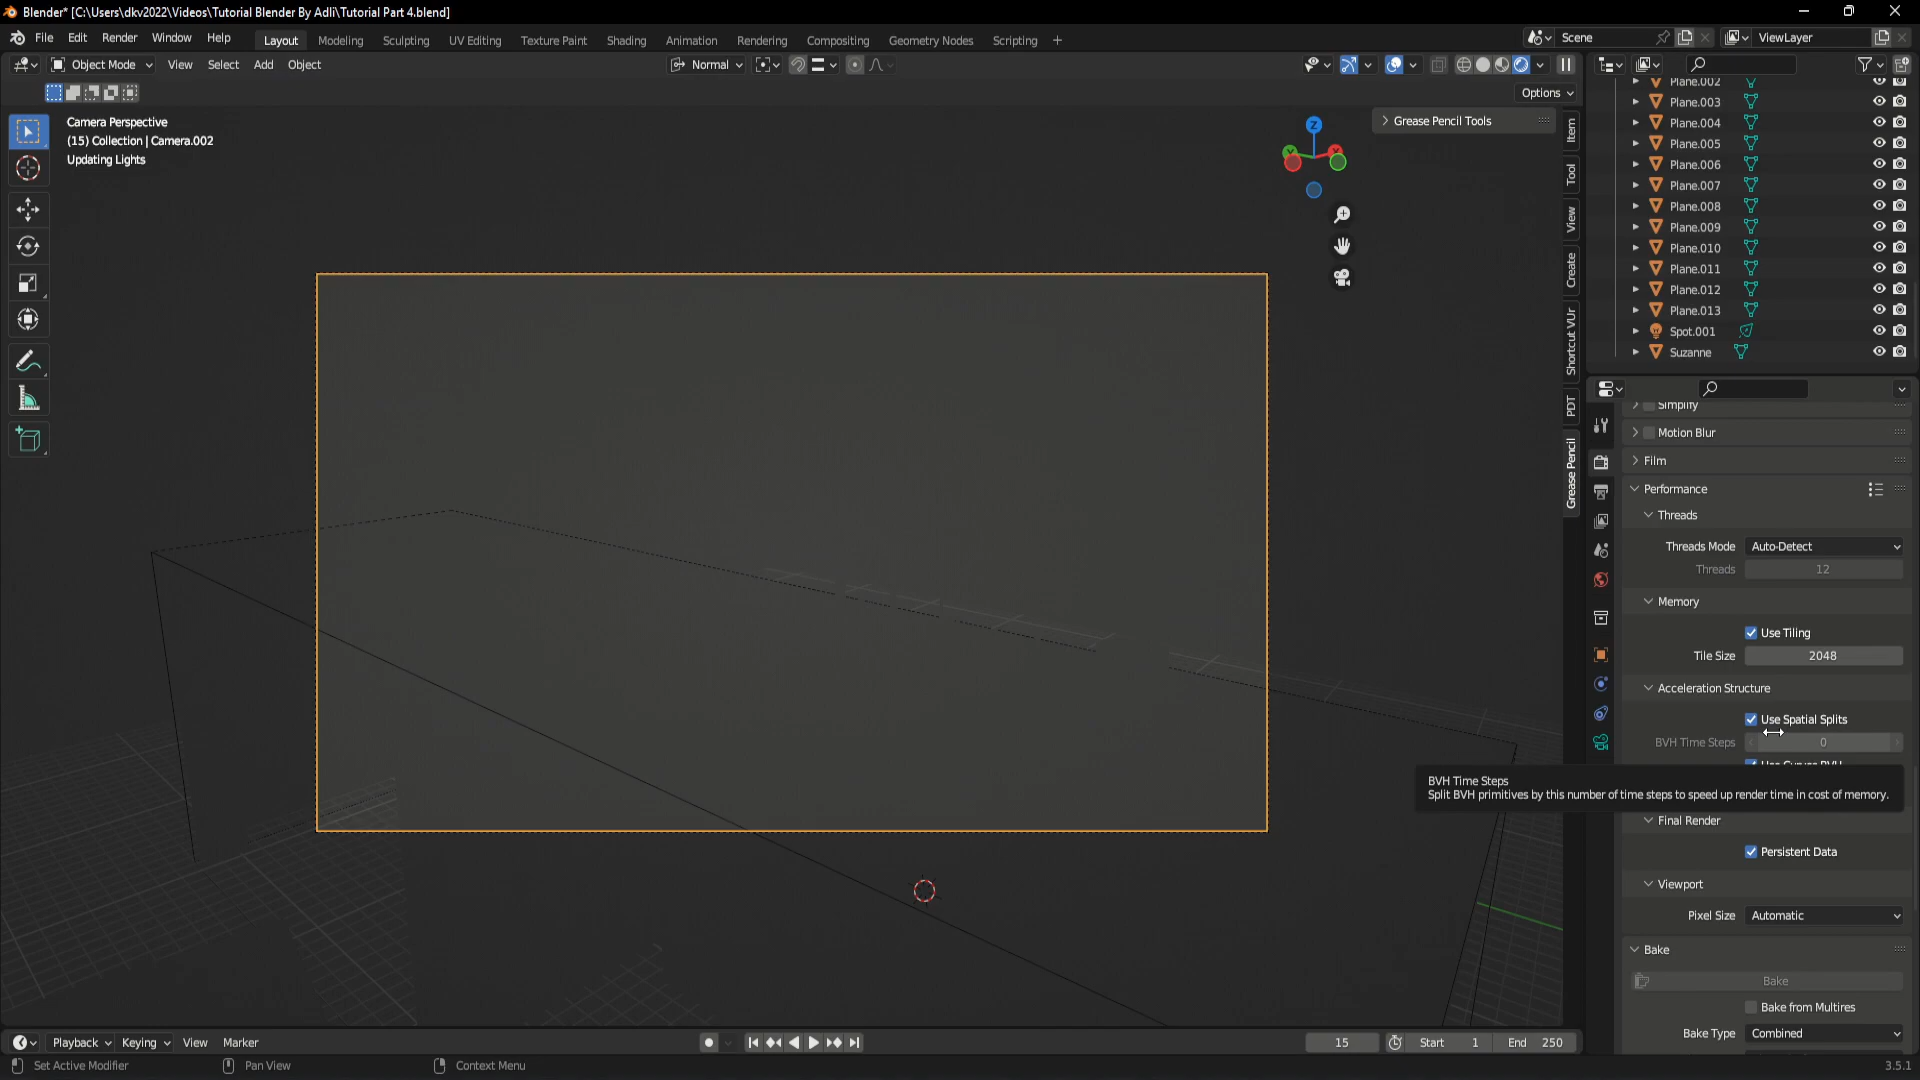 Blender* [C:\Users\dkv2022\Videos\Tutorial Blender By Adli\Tutorial Part 4.blend]
File Edit Render Window Help Layout Modeling Sculpting UV Editing Texture Paint Shading Animation Rendering Compositing Geometry Nodes Scripting +
Scene ViewLayer
Object Mode View Select Add Object Normal
Options
Camera Perspective
(15) Collection | Camera.002
Updating Lights
Z
Grease Pencil Tools
Item
Tool
View
Create
Shortcut VUr
PDT
Grease Pencil
Plane.002
Plane.003
Plane.004
Plane.005
Plane.006
Plane.007
Plane.008
Plane.009
Plane.010
Plane.011
Plane.012
Plane.013
Spot.001
Suzanne
Simplify
Motion Blur
Film
Performance
Threads
Threads Mode Auto-Detect
Threads 12
Memory
Use Tiling
Tile Size 2048
Acceleration Structure
Use Spatial Splits
BVH Time Steps 0
Use Curves BVH
BVH Time Steps
Split BVH primitives by this number of time steps to speed up render time in cost of memory.
Final Render
Persistent Data
Viewport
Pixel Size Automatic
Bake
Bake
Bake from Multires
Bake Type Combined
Playback Keying View Marker 15 Start 1 End 250
Set Active Modifier Pan View Context Menu 3.5.1